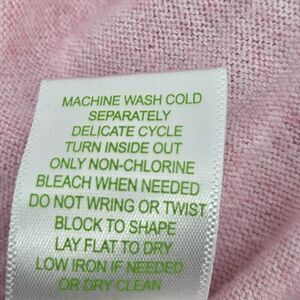 MACHINE WASH COLD
SEPARATELY
DELICATE CYCLE
TURN INSIDE OUT
ONLY NON-CHLORINE
BLEACH WHEN NEEDED
DO NOT WRING OR TWIST
BLOCK TO SHAPE
LAY FLAT TO DRY
LOW IRON IF NEEDED
OR DRY CLEAN